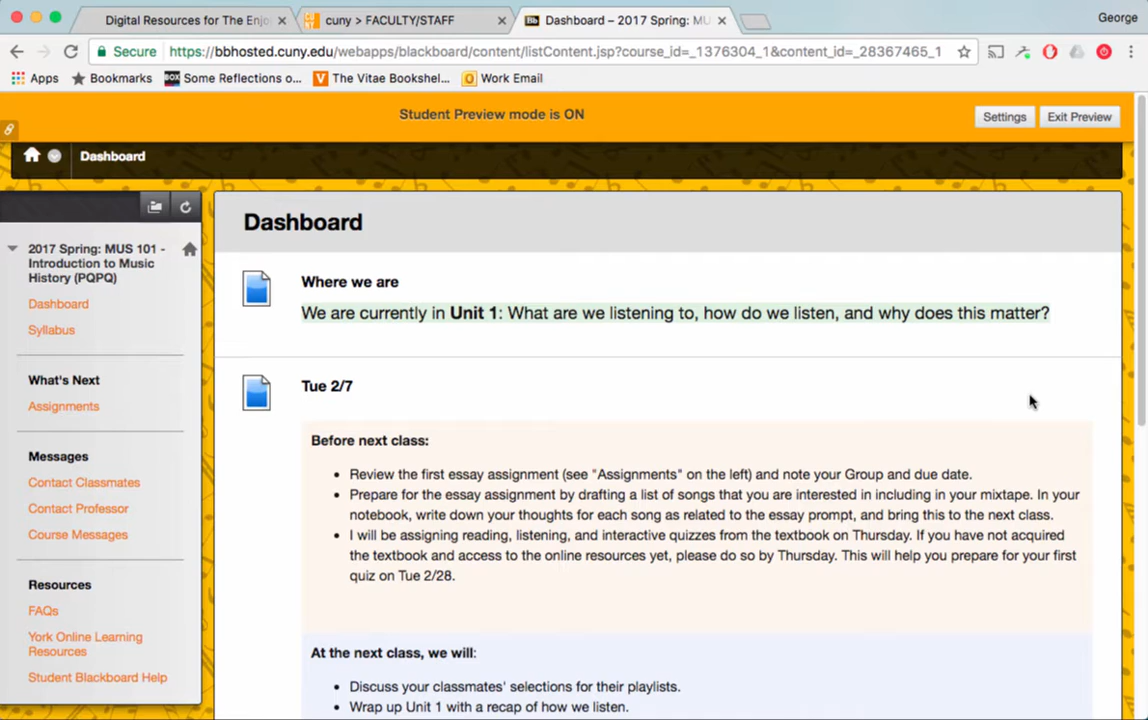 Digital Resources for The Enjo
cuny > FACULTY/STAFF
Bb Dashboard – 2017 Spring: MU
George
Secure https://bbhosted.cuny.edu/webapps/blackboard/content/listContent.jsp?course_id=_1376304_1&content_id=_28367465_1
Apps Bookmarks BOX Some Reflections o... V The Vitae Bookshel... O Work Email
Student Preview mode is ON
Settings Exit Preview
Dashboard
2017 Spring: MUS 101 -
Introduction to Music
History (PQPQ)
Dashboard
Syllabus
What's Next
Assignments
Messages
Contact Classmates
Contact Professor
Course Messages
Resources
FAQs
York Online Learning
Resources
Student Blackboard Help
Dashboard
Where we are
We are currently in Unit 1: What are we listening to, how do we listen, and why does this matter?
Tue 2/7
Before next class:
• Review the first essay assignment (see "Assignments" on the left) and note your Group and due date.
• Prepare for the essay assignment by drafting a list of songs that you are interested in including in your mixtape. In your
notebook, write down your thoughts for each song as related to the essay prompt, and bring this to the next class.
• I will be assigning reading, listening, and interactive quizzes from the textbook on Thursday. If you have not acquired
the textbook and access to the online resources yet, please do so by Thursday. This will help you prepare for your first
quiz on Tue 2/28.
At the next class, we will:
• Discuss your classmates' selections for their playlists.
• Wrap up Unit 1 with a recap of how we listen.